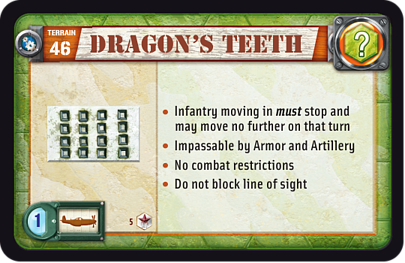 TERRAIN
46
DRAGON'S TEETH
?
• Infantry moving in must stop and
may move no further on that turn
• Impassable by Armor and Artillery
• No combat restrictions
• Do not block line of sight
1
5